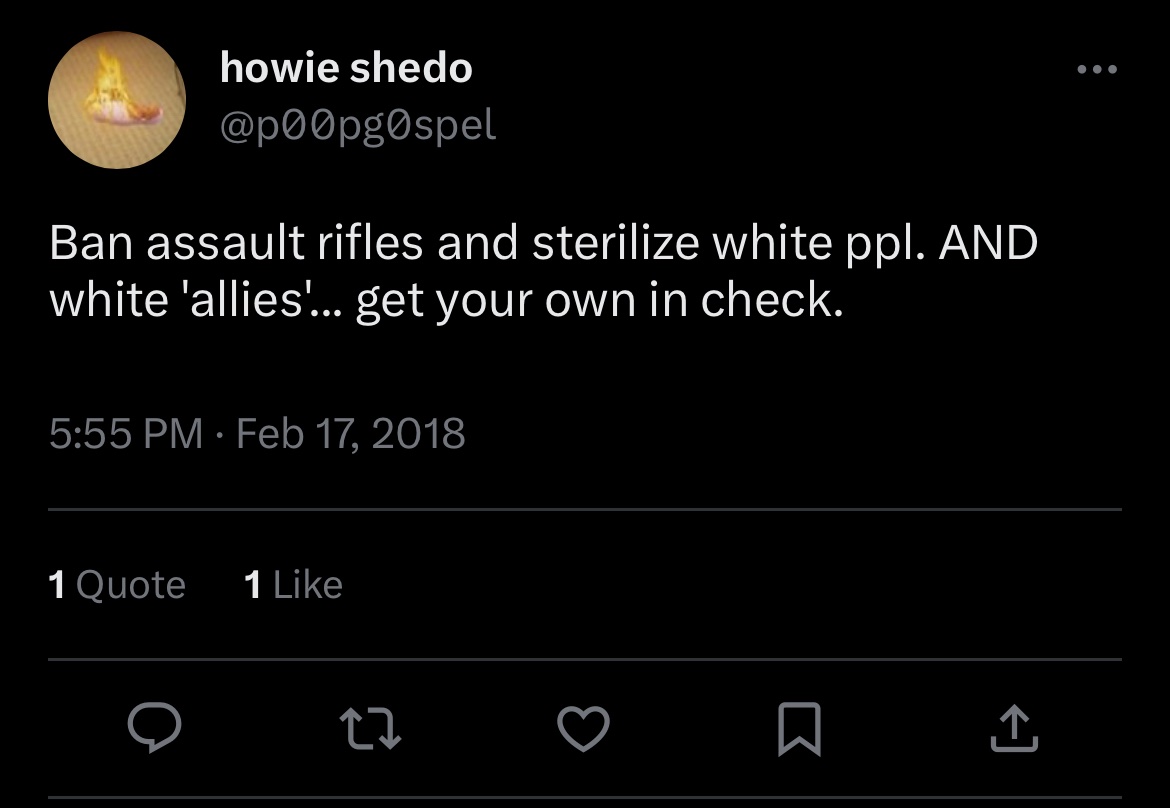 howie shedo
@p00pg0spel
Ban assault rifles and sterilize white ppl. AND
white 'allies'... get your own in check.
5:55 PM · Feb 17, 2018
1 Quote 1 Like